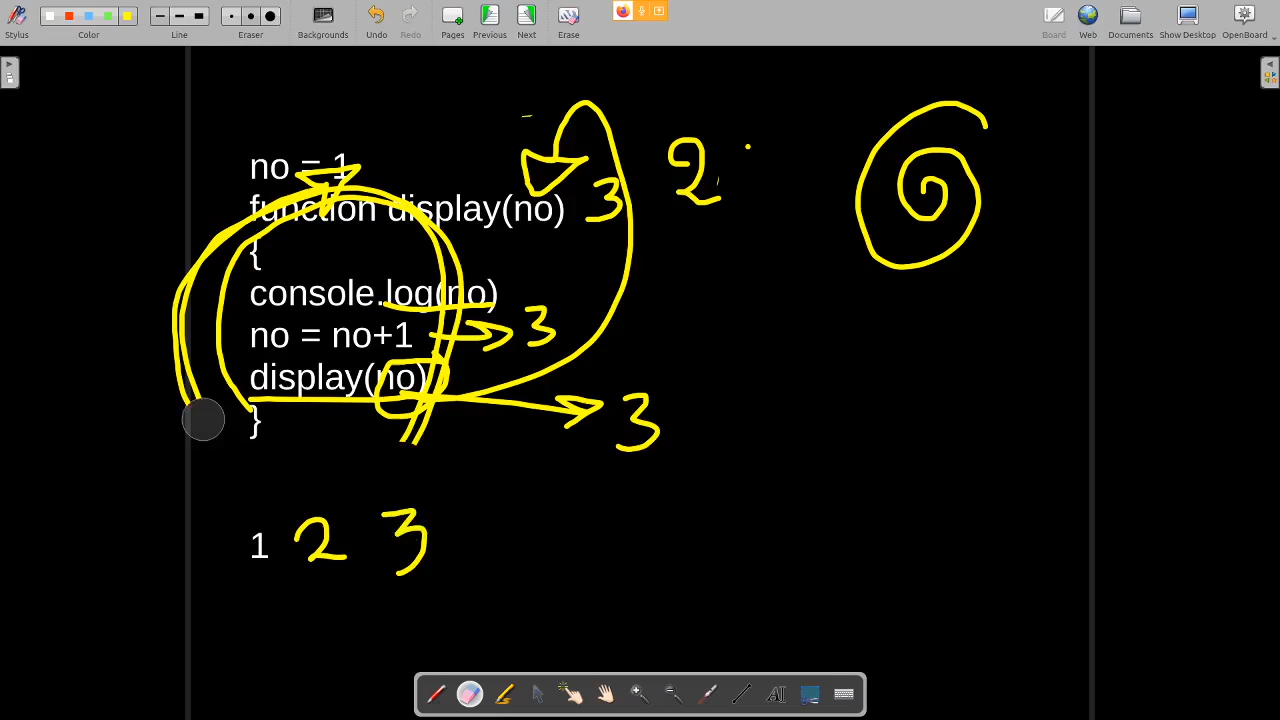 Stylus Color Line Eraser Backgrounds Undo Redo Pages Previous Next Erase Board Web Documents Show Desktop OpenBoard
no = 1
2
function display(no) 3
{
console.log(no)
no = no+1 3
display(no)
3
}
1 2 3
AI